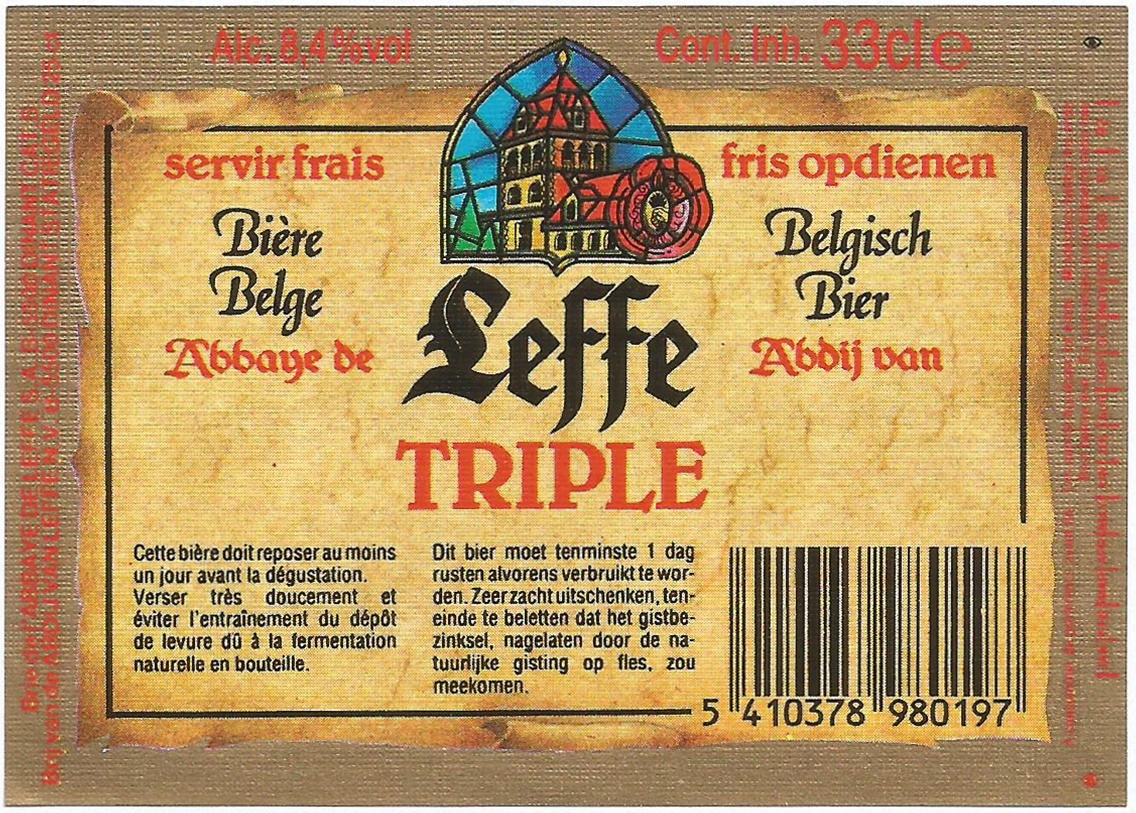 Alc. 8,4%vol
Cont. Inh. 33cl e
servir frais
fris opdienen
Bière
Belge
Abbaye de
Belgisch
Bier
Abdij van
Leffe
TRIPLE
Cette bière doit reposer au moins
un jour avant la dégustation.
Verser très doucement et
éviter l'entraînement du dépôt
de levure dû à la fermentation
naturelle en bouteille.
Dit bier moet tenminste 1 dag
rusten alvorens verbruikt te wor-
den. Zeer zacht uitschenken, ten-
einde te beletten dat het gistbe-
zinksel, nagelaten door de na-
tuurlijke gisting op fles, zou
meekomen.
5 410378 980197